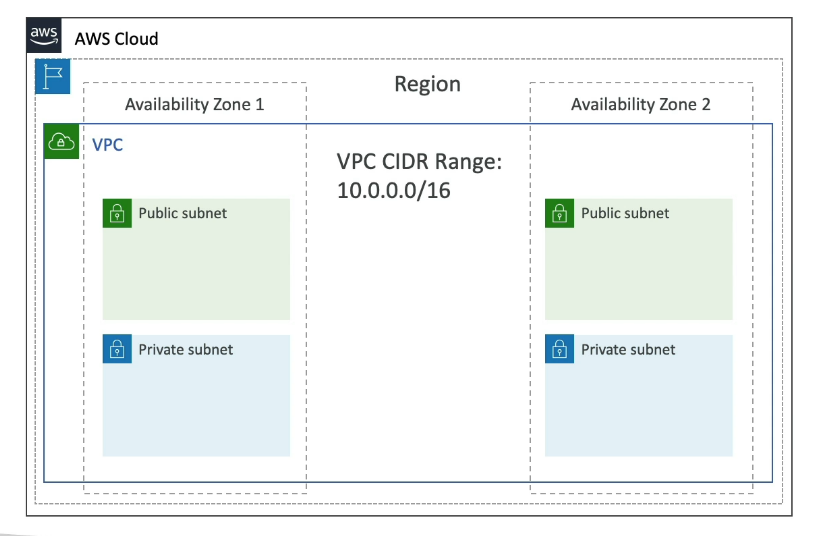 aws
AWS Cloud
Region
Availability Zone 1
Availability Zone 2
VPC
VPC CIDR Range:
10.0.0.0/16
Public subnet
Public subnet
Private subnet
Private subnet